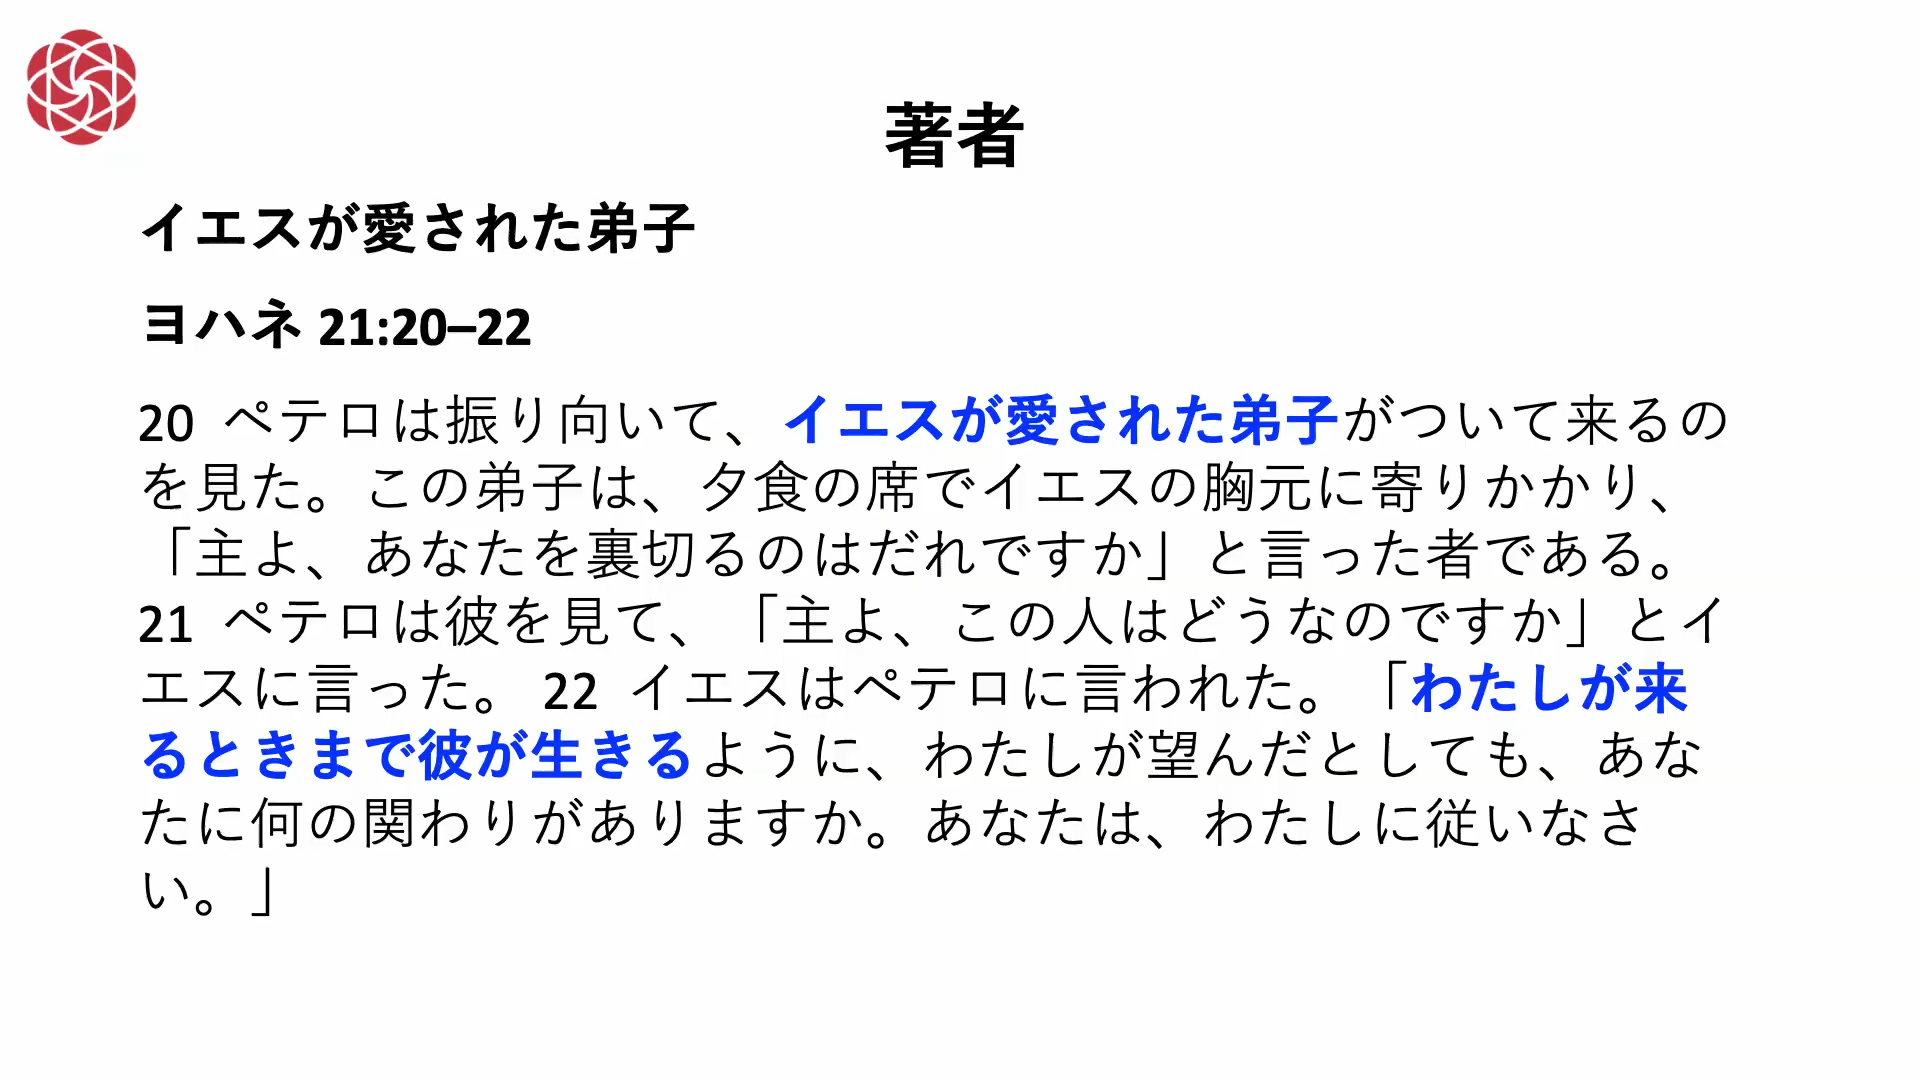 著者
イエスが愛された弟子
ヨハネ 21:20–22
20 ペテロは振り向いて、イエスが愛された弟子がついて来るの
を見た。この弟子は、夕食の席でイエスの胸元に寄りかかり、
「主よ、あなたを裏切るのはだれですか」と言った者である。
21 ペテロは彼を見て、「主よ、この人はどうなのですか」とイ
エスに言った。 22 イエスはペテロに言われた。「わたしが来
るときまで彼が生きるように、わたしが望んだとしても、あな
たに何の関わりがありますか。あなたは、わたしに従いなさ
い。」